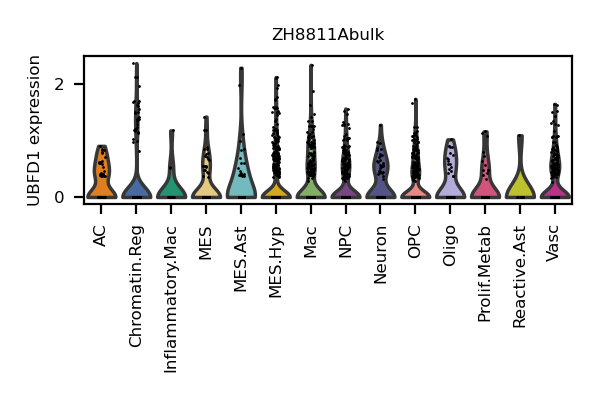 ZH8811Abulk
UBFD1 expression
2
0
AC
Chromatin.Reg
Inflammatory.Mac
MES
MES.Ast
MES.Hyp
Mac
NPC
Neuron
OPC
Oligo
Prolif.Metab
Reactive.Ast
Vasc